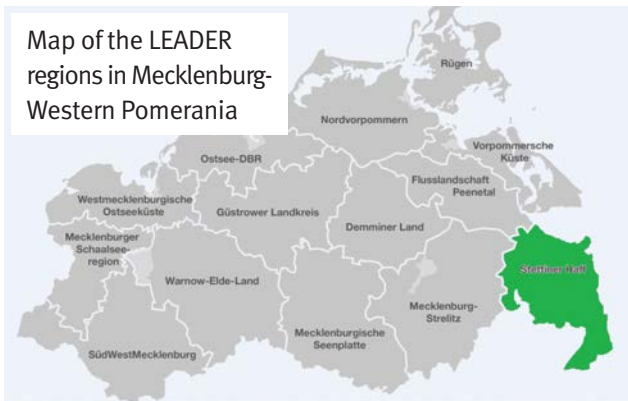 Map of the LEADER
regions in Mecklenburg-
Western Pomerania
Rügen
Nordvorpommern
Vorpommersche
Küste
Ostsee-DBR
Flusslandschaft
Peenetal
Westmecklenburgische
Ostseeküste
Güstrower Landkreis
Demminer Land
Mecklenburger
Schaalsee-
region
Stettiner Haff
Warnow-Elde-Land
Mecklenburg-
Strelitz
Mecklenburgische
Seenplatte
SüdWestMecklenburg